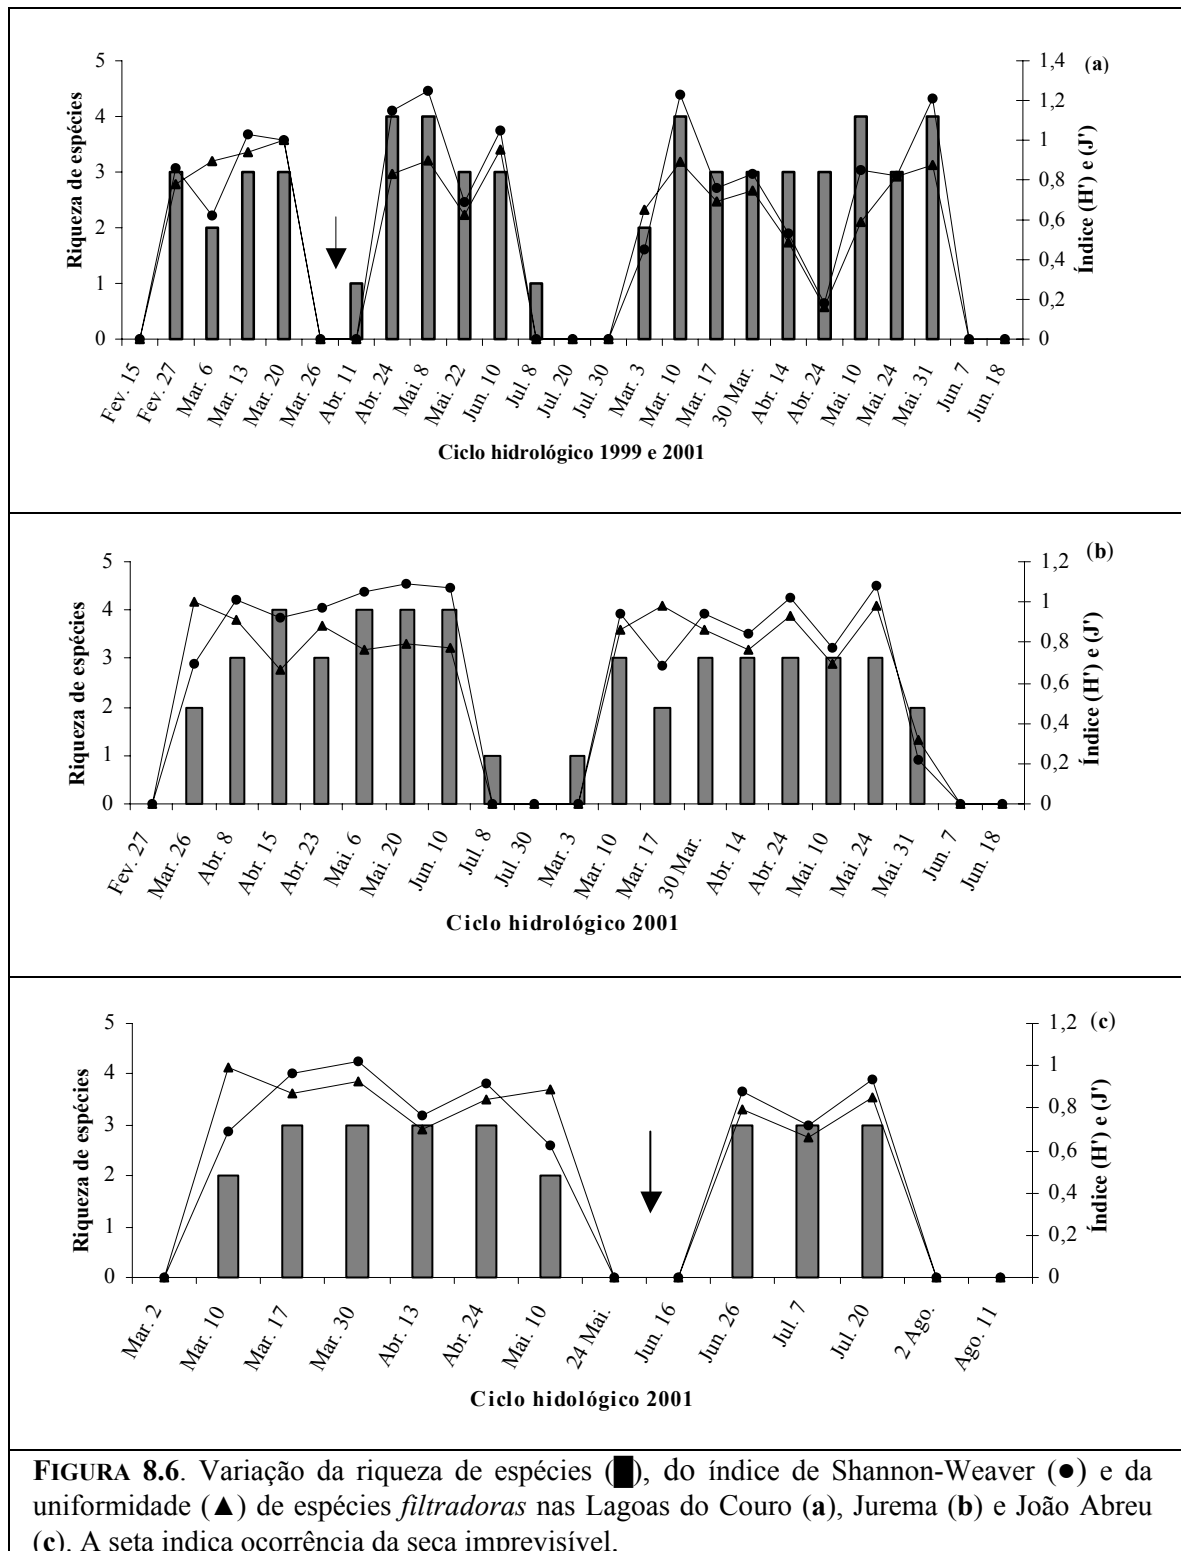 (a)
Riqueza de espécies
5
4
3
2
1
0
1,4
1,2
1
0,8
0,6
0,4
0,2
0
Índice (H') e (J')
Fev. 15
Fev. 27
Mar. 6
Mar. 13
Mar. 20
Mar. 26
Abr. 11
Abr. 24
Mai. 8
Mai. 22
Jun. 10
Jul. 8
Jul. 20
Jul. 30
Mar. 3
Mar. 10
Mar. 17
30 Mar.
Abr. 14
Abr. 24
Mai. 10
Mai. 24
Mai. 31
Jun. 7
Jun. 18
Ciclo hidrológico 1999 e 2001
(b)
Riqueza de espécies
5
4
3
2
1
0
1,2
1
0,8
0,6
0,4
0,2
0
Índice (H') e (J')
Fev. 27
Mar. 26
Abr. 8
Abr. 15
Abr. 23
Mai. 6
Mai. 20
Jun. 10
Jul. 8
Jul. 30
Mar. 3
Mar. 10
Mar. 17
30 Mar.
Abr. 14
Abr. 24
Mai. 10
Mai. 24
Mai. 31
Jun. 7
Jun. 18
Ciclo hidrológico 2001
(c)
Riqueza de espécies
5
4
3
2
1
0
1,2
1
0,8
0,6
0,4
0,2
0
Índice (H') e (J')
Mar. 2
Mar. 10
Mar. 17
Mar. 30
Abr. 13
Abr. 24
Mai. 10
24 Mai.
Jun. 16
Jun. 26
Jul. 7
Jul. 20
2 Ago.
Ago. 11
Ciclo hidológico 2001
FIGURA 8.6. Variação da riqueza de espécies (█), do índice de Shannon-Weaver (●) e da
uniformidade (▲) de espécies filtradoras nas Lagoas do Couro (a), Jurema (b) e João Abreu
(c). A seta indica ocorrência da seca imprevisível.